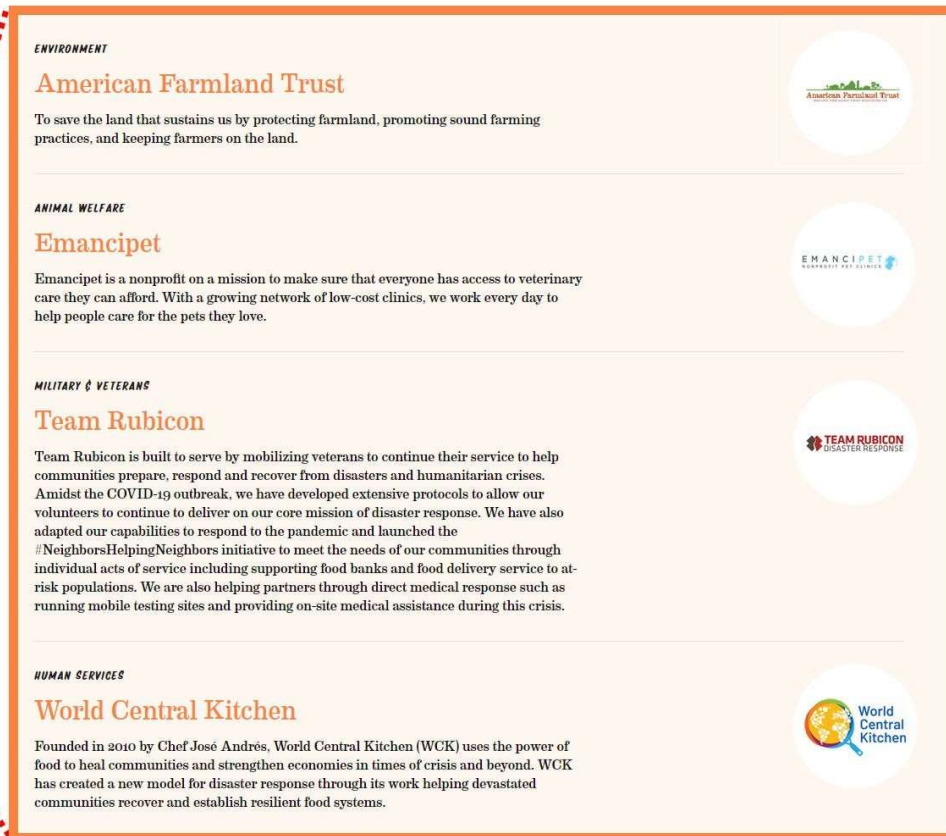 ENVIRONMENT
American Farmland Trust
To save the land that sustains us by protecting farmland, promoting sound farming
practices, and keeping farmers on the land.
American Farmland Trust
ANIMAL WELFARE
Emancipet
Emancipet is a nonprofit on a mission to make sure that everyone has access to veterinary
care they can afford. With a growing network of low-cost clinics, we work every day to
help people care for the pets they love.
EMANCIPET
NONPROFIT PET CLINICS
MILITARY & VETERANS
Team Rubicon
Team Rubicon is built to serve by mobilizing veterans to continue their service to help
communities prepare, respond and recover from disasters and humanitarian crises.
Amidst the COVID-19 outbreak, we have developed extensive protocols to allow our
volunteers to continue to deliver on our core mission of disaster response. We have also
adapted our capabilities to respond to the pandemic and launched the
#NeighborsHelpingNeighbors initiative to meet the needs of our communities through
individual acts of service including supporting food banks and food delivery service to at-
risk populations. We are also helping partners through direct medical response such as
running mobile testing sites and providing on-site medical assistance during this crisis.
TEAM RUBICON
DISASTER RESPONSE
HUMAN SERVICES
World Central Kitchen
Founded in 2010 by Chef José Andrés, World Central Kitchen (WCK) uses the power of
food to heal communities and strengthen economies in times of crisis and beyond. WCK
has created a new model for disaster response through its work helping devastated
communities recover and establish resilient food systems.
World
Central
Kitchen